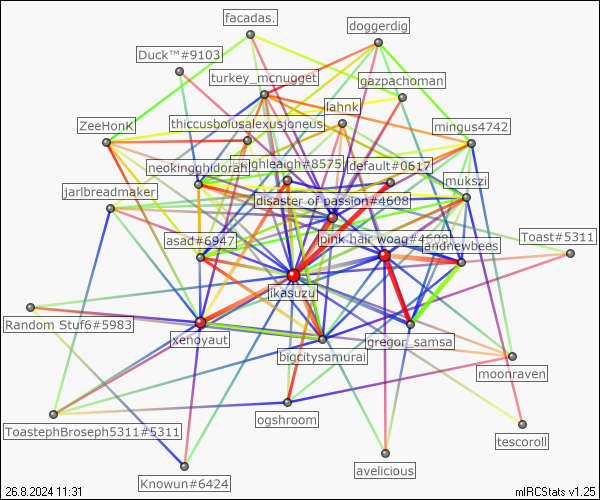 facadas.
doggerdig
Duck™#9103
turkey_mcnugget
gazpachoman
lahnk
ZeeHonK
thiccusboiusalexusjoneus
mingus4742
neokingghidorah
ighleaigh#8575
default#0617
jarlbreadmaker
mukszi
disaster of passion#4608
asad#6947
pink hair woag#4609
andnewbees
Toast#5311
jkasuzu
Random Stuf6#5983
xenoyaut
bigcitysamurai
gregor_samsa
moonraven
ogshroom
ToastephBroseph5311#5311
tescoroll
avelicious
Knowun#6424
26.8.2024 11:31
mIRCStats v1.25